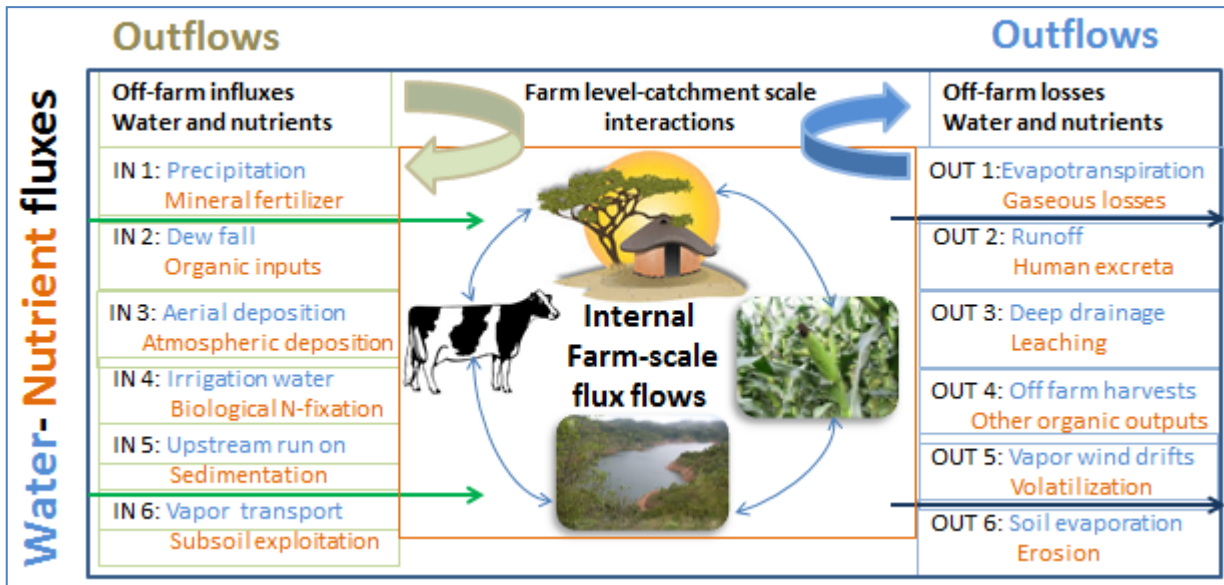 Outflows
Outflows
Water- Nutrient fluxes
Off-farm influxes
Water and nutrients
Farm level-catchment scale
interactions
Off-farm losses
Water and nutrients
IN 1: Precipitation
Mineral fertilizer
IN 2: Dew fall
Organic inputs
IN 3: Aerial deposition
Atmospheric deposition
IN 4: Irrigation water
Biological N-fixation
IN 5: Upstream run on
Sedimentation
IN 6: Vapor transport
Subsoil exploitation
Internal
Farm-scale
flux flows
OUT 1:Evapotranspiration
Gaseous losses
OUT 2: Runoff
Human excreta
OUT 3: Deep drainage
Leaching
OUT 4: Off farm harvests
Other organic outputs
OUT 5: Vapor wind drifts
Volatilization
OUT 6: Soil evaporation
Erosion